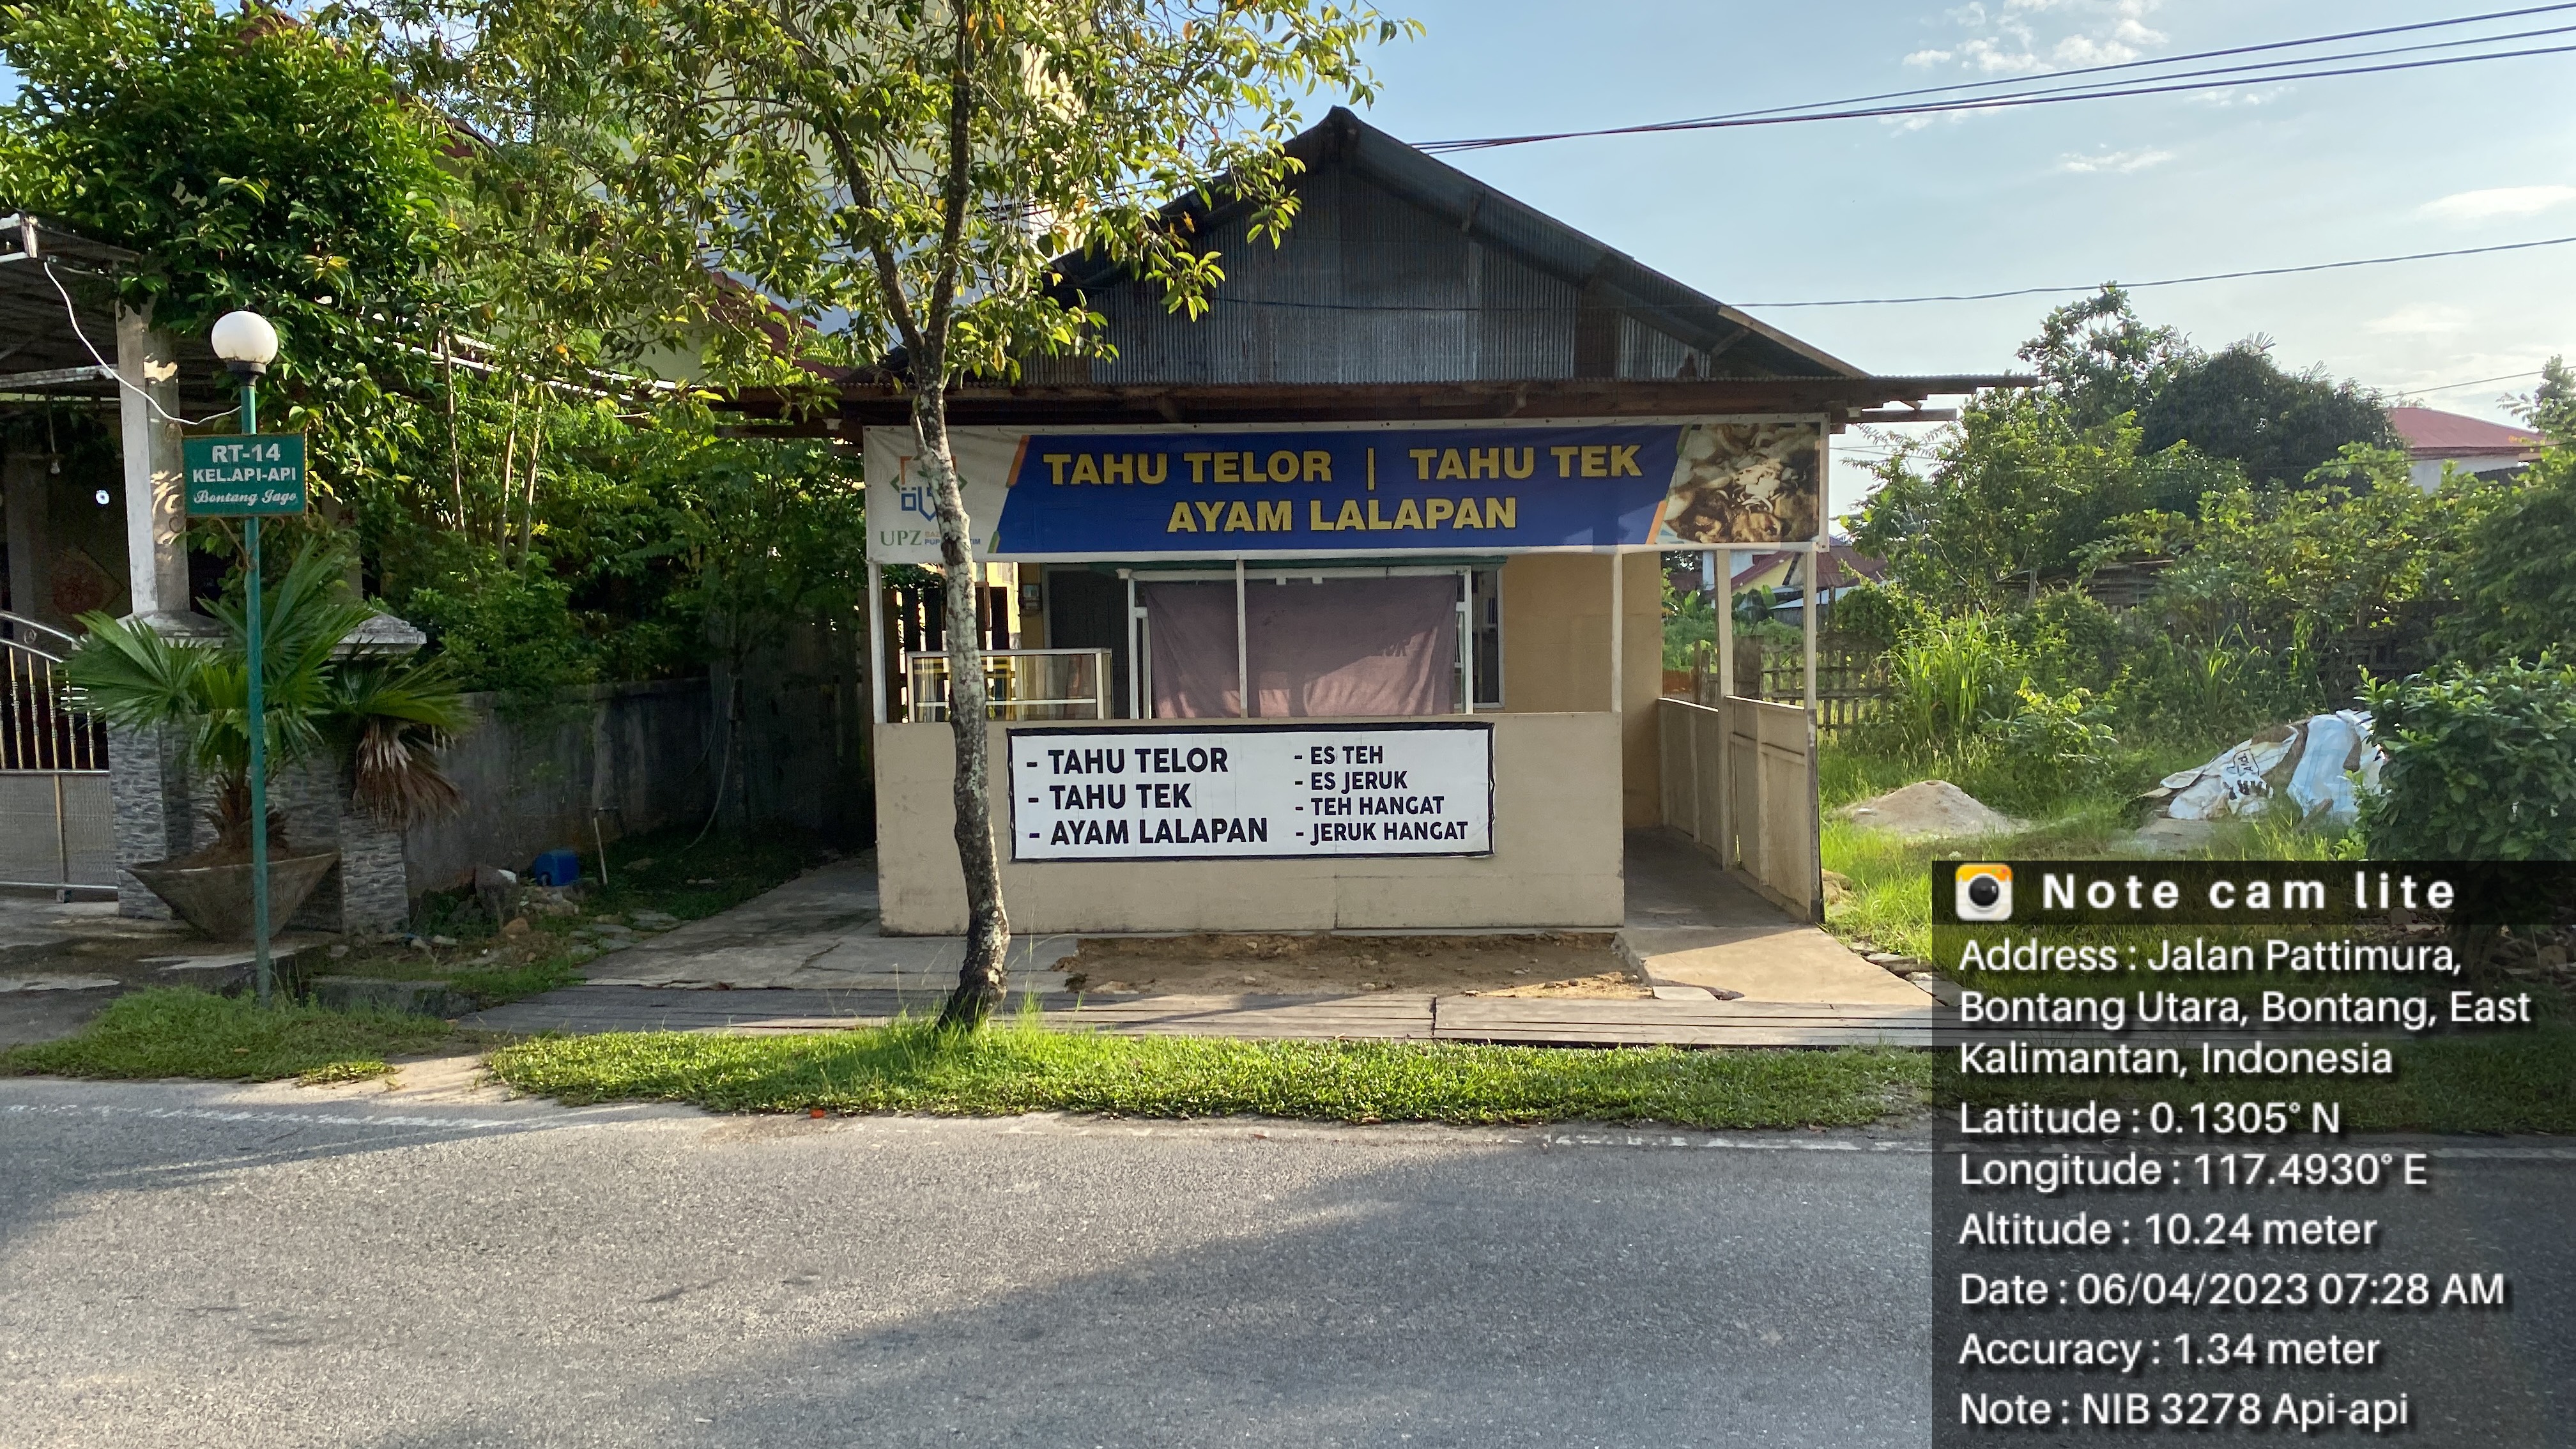 RT-14
KEL.API-API
Bontang Jago
TAHU TELOR | TAHU TEK
AYAM LALAPAN
UPZ
- TAHU TELOR
- TAHU TEK
- AYAM LALAPAN
- ES TEH
- ES JERUK
- TEH HANGAT
- JERUK HANGAT
Note cam lite
Address : Jalan Pattimura,
Bontang Utara, Bontang, East
Kalimantan, Indonesia
Latitude : 0.1305° N
Longitude : 117.4930° E
Altitude : 10.24 meter
Date : 06/04/2023 07:28 AM
Accuracy : 1.34 meter
Note : NIB 3278 Api-api